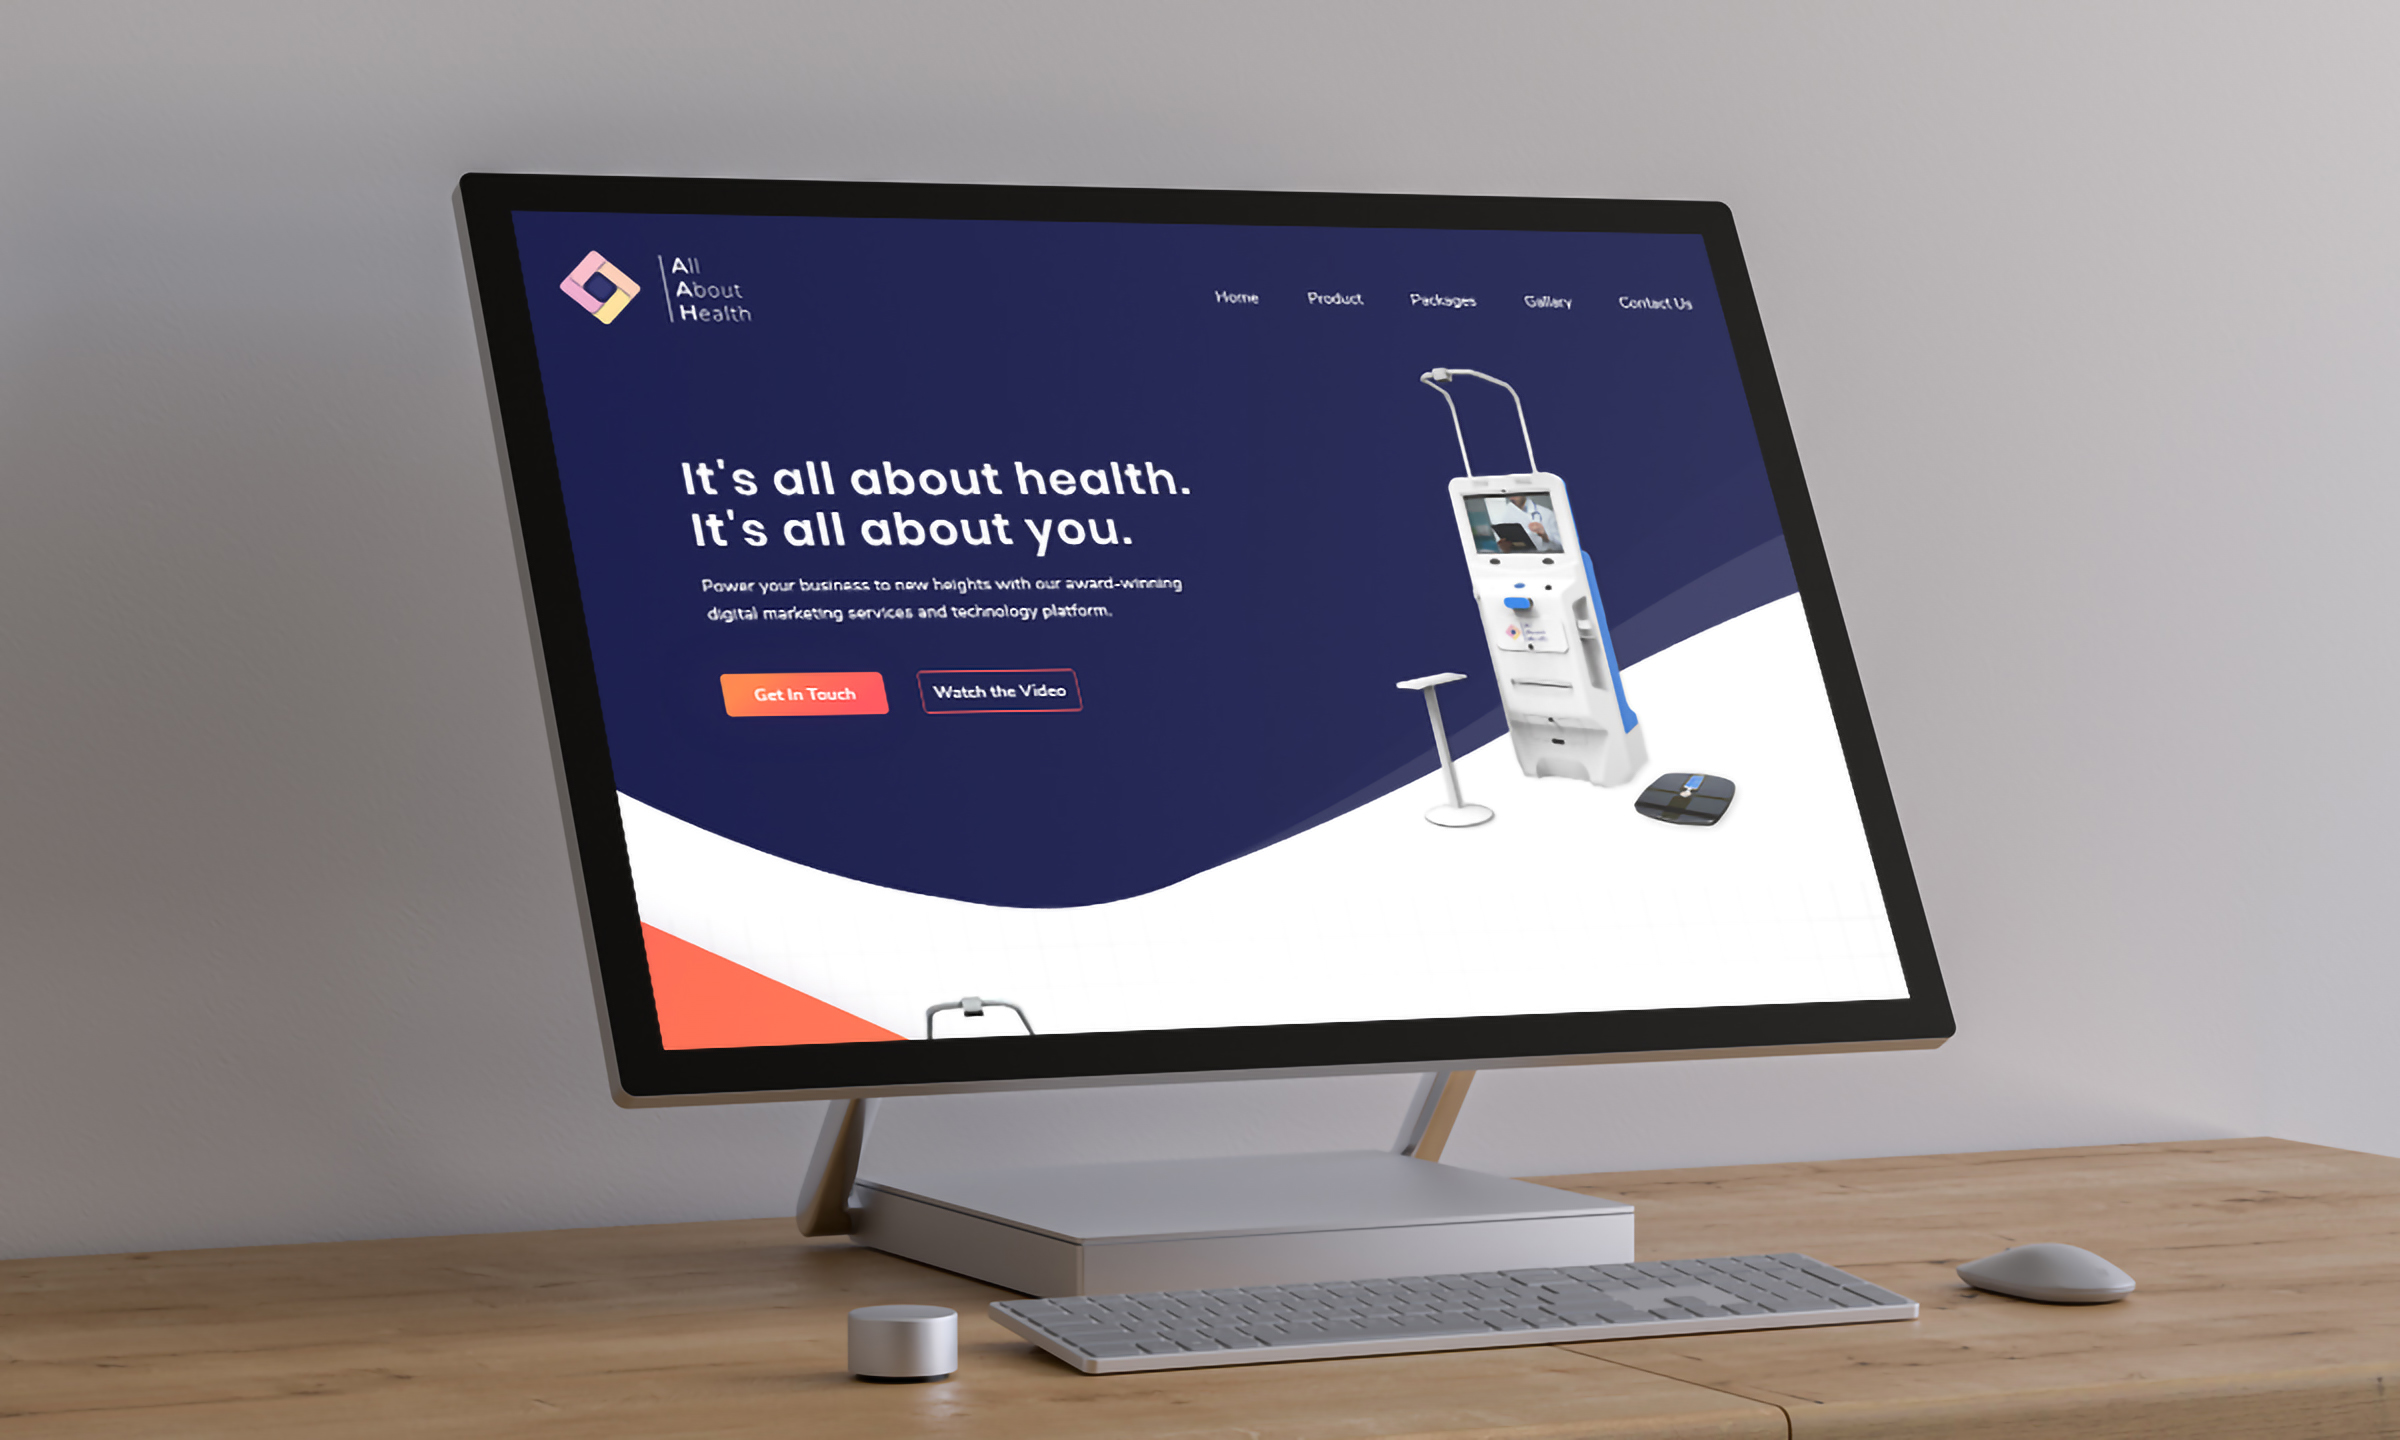 All
About
Health
Home Product Packages Gallary Contact Us
It's all about health.
It's all about you.
Power your business to new heights with our award-winning
digital marketing services and technology platform.
Get In Touch Watch the Video